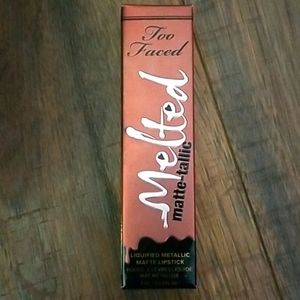 Too
Faced
Melted
matte-tallic
LIQUIFIED METALLIC
MATTE LIPSTICK